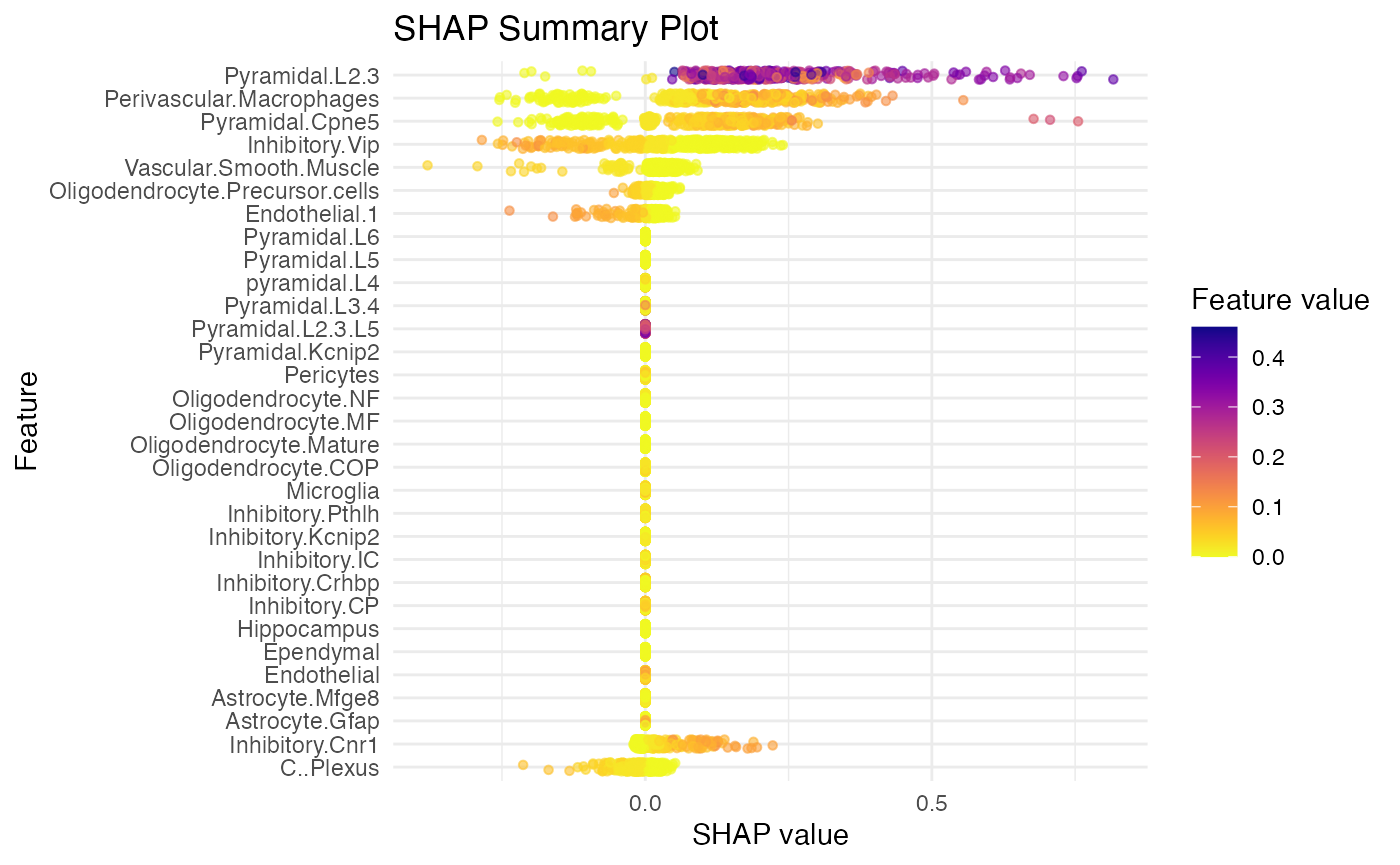 SHAP Summary Plot
Feature
Pyramidal.L2.3
Perivascular.Macrophages
Pyramidal.Cpne5
Inhibitory.Vip
Vascular.Smooth.Muscle
Oligodendrocyte.Precursor.cells
Endothelial.1
Pyramidal.L6
Pyramidal.L5
pyramidal.L4
Pyramidal.L3.4
Pyramidal.L2.3.L5
Pyramidal.Kcnip2
Pericytes
Oligodendrocyte.NF
Oligodendrocyte.MF
Oligodendrocyte.Mature
Oligodendrocyte.COP
Microglia
Inhibitory.Pthlh
Inhibitory.Kcnip2
Inhibitory.IC
Inhibitory.Crhbp
Inhibitory.CP
Hippocampus
Ependymal
Endothelial
Astrocyte.Mfge8
Astrocyte.Gfap
Inhibitory.Cnr1
C..Plexus
0.0 0.5
SHAP value
Feature value
0.4
0.3
0.2
0.1
0.0